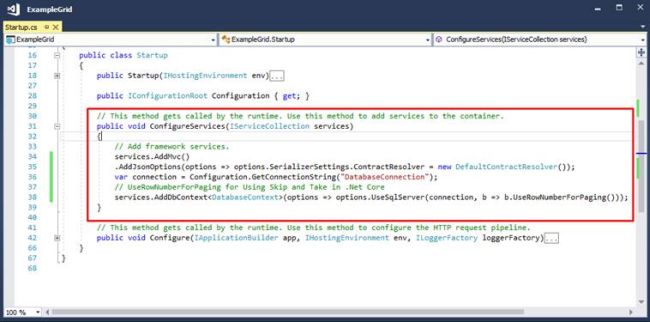 ExampleGrid
Startup.cs
ExampleGrid ExampleGrid.Startup ConfigureServices(IServiceCollection services)
15 {
16 public class Startup
17 {
18 public Startup(IHostingEnvironment env)...
28 public IConfigurationRoot Configuration { get; }
29
30 // This method gets called by the runtime. Use this method to add services to the container.
31 public void ConfigureServices(IServiceCollection services)
32 {
33 // Add framework services.
34 services.AddMvc()
35 .AddJsonOptions(options => options.SerializerSettings.ContractResolver = new DefaultContractResolver());
36 var connection = Configuration.GetConnectionString("DatabaseConnection");
37 // UseRowNumberForPaging for Using Skip and Take in .Net Core
38 services.AddDbContext<DatabaseContext>(options => options.UseSqlServer(connection, b => b.UseRowNumberForPaging()));
39 }
40
41 // This method gets called by the runtime. Use this method to configure the HTTP request pipeline.
42 public void Configure(IApplicationBuilder app, IHostingEnvironment env, ILoggerFactory loggerFactory)...
66 }
67 }
68
100 %